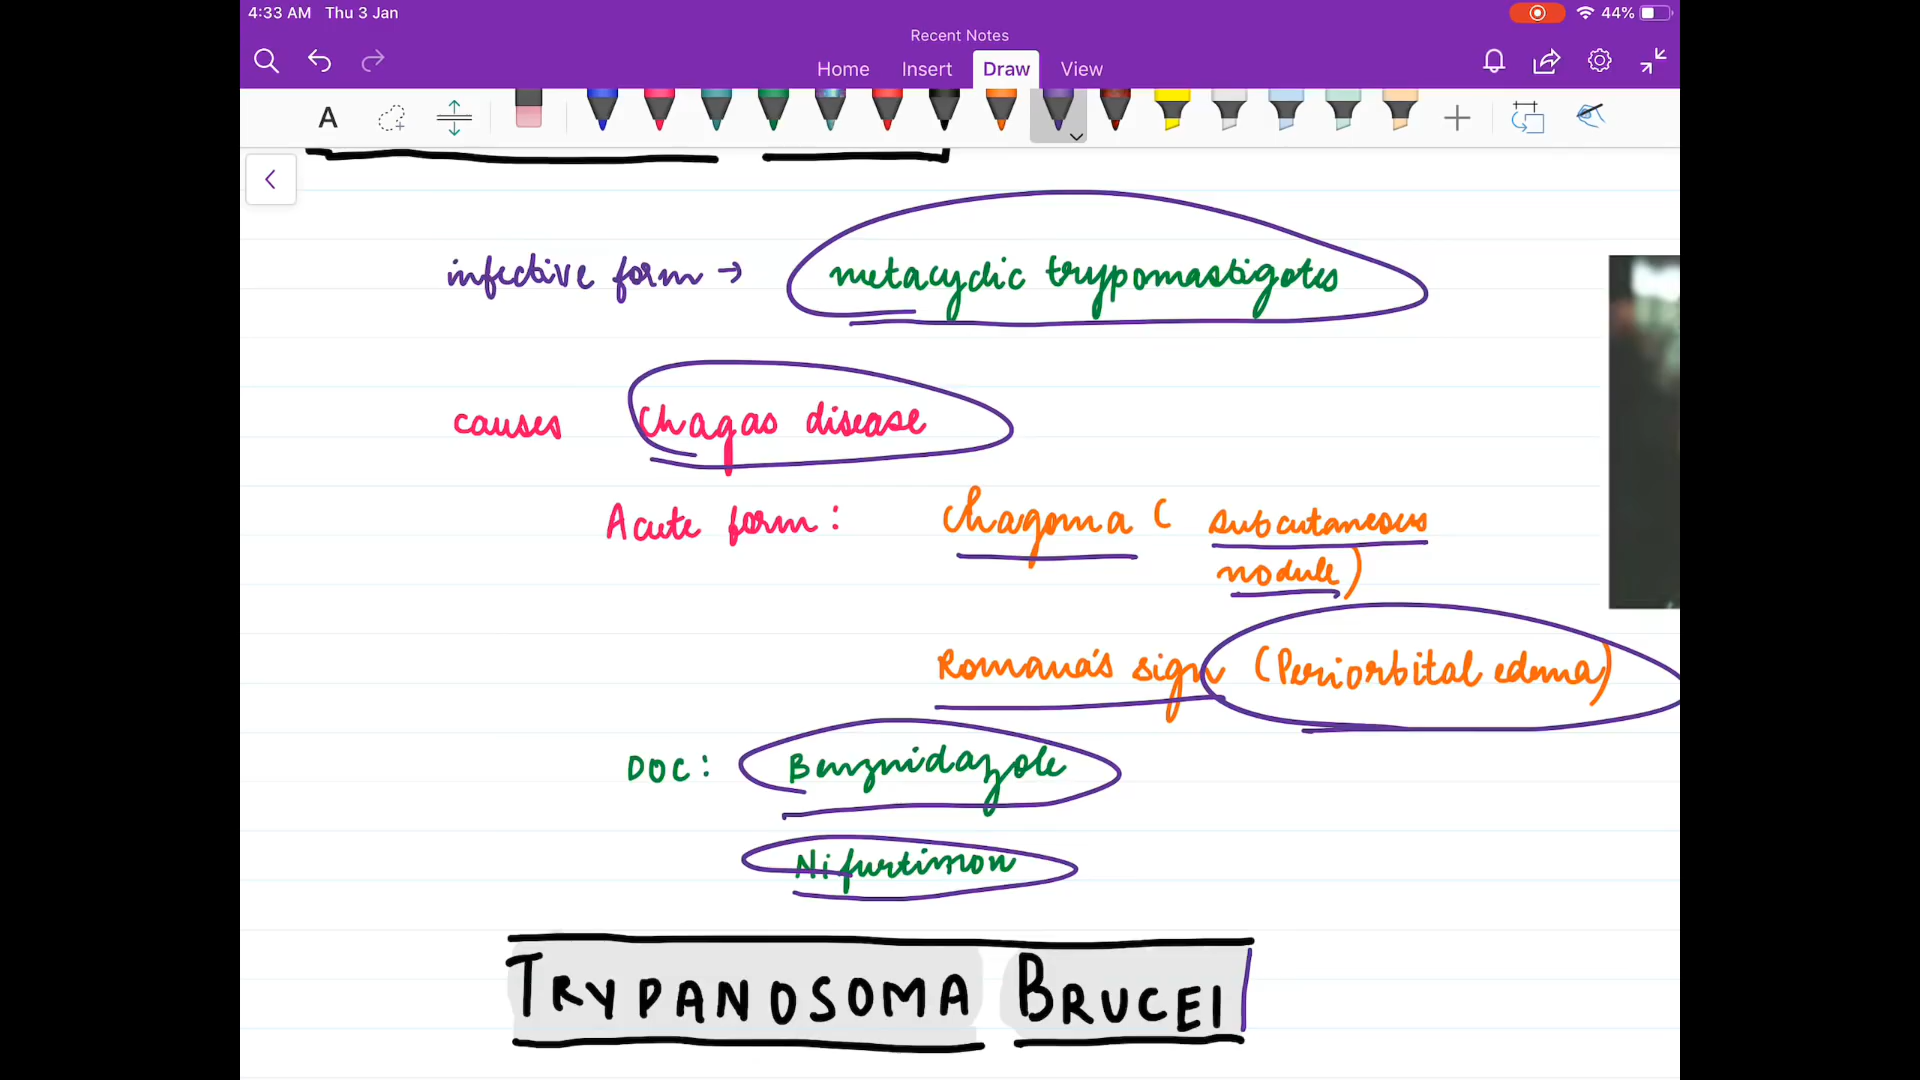 4:33 AM Thu 3 Jan
44%
Recent Notes
Home Insert Draw View
A
infective form → metacyclic trypomastigotes
causes Chagas disease
Acute form : Chagoma ( subcutaneous
nodule)
Romana's sign (Periorbital edema)
DOC : Benznidazole
Nifurtimon
TRYPANOSOMA BRUCEI